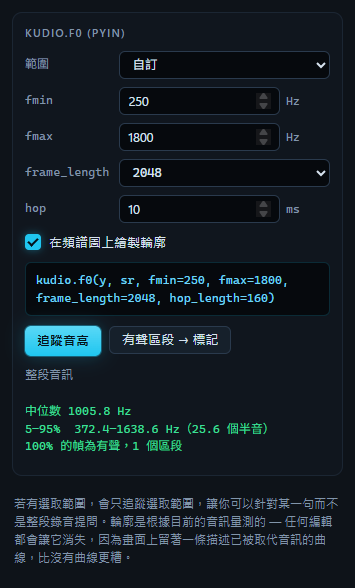 KUDIO.F0 (PYIN)
範圍 自訂
fmin 250 Hz
fmax 1800 Hz
frame_length 2048
hop 10 ms
在頻譜圖上繪製輪廓
kudio.f0(y, sr, fmin=250, fmax=1800,
frame_length=2048, hop_length=160)
追蹤音高 有聲區段 → 標記
整段音訊
中位數 1005.8 Hz
5–95% 372.4–1638.6 Hz (25.6 個半音)
100% 的幀為有聲，1 個區段
若有選取範圍，會只追蹤選取範圍，讓你可以針對某一句而不
是整段錄音提問。輪廓是根據目前的音訊量測的 — 任何編輯
都會讓它消失，因為畫面上留著一條描述已被取代音訊的曲
線，比沒有曲線更糟。